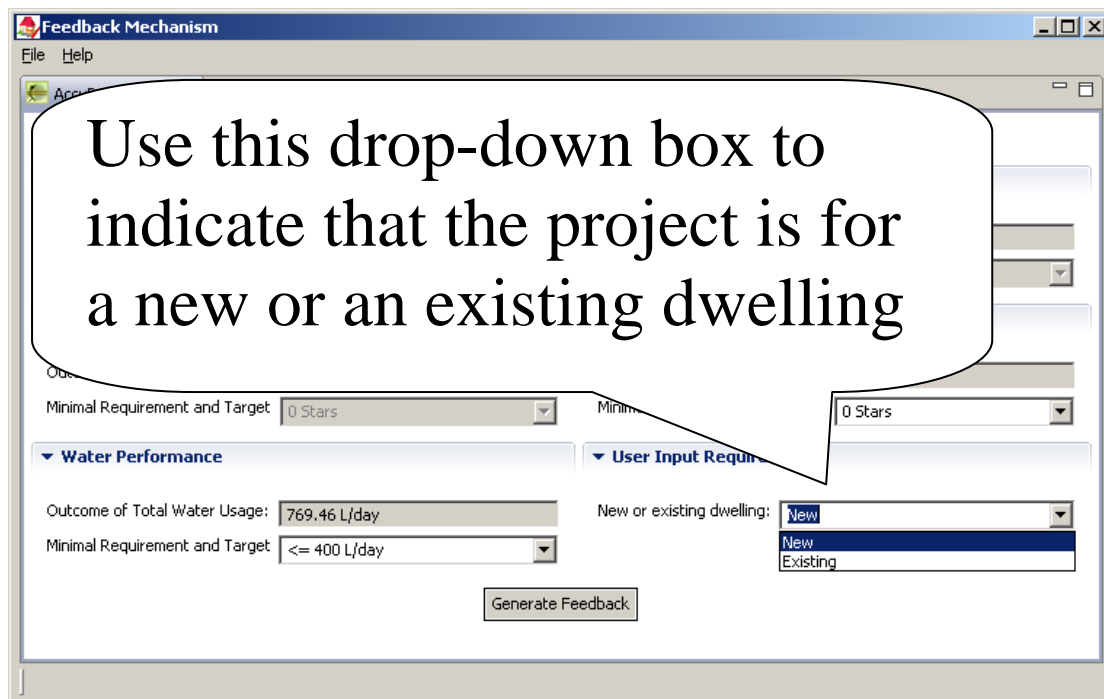 Feedback Mechanism
File Help
Use this drop-down box to
indicate that the project is for
a new or an existing dwelling
Minimal Requirement and Target 0 Stars
0 Stars
Water Performance
User Input
Outcome of Total Water Usage: 769.46 L/day
New or existing dwelling: New
Minimal Requirement and Target <= 400 L/day
New
Existing
Generate Feedback